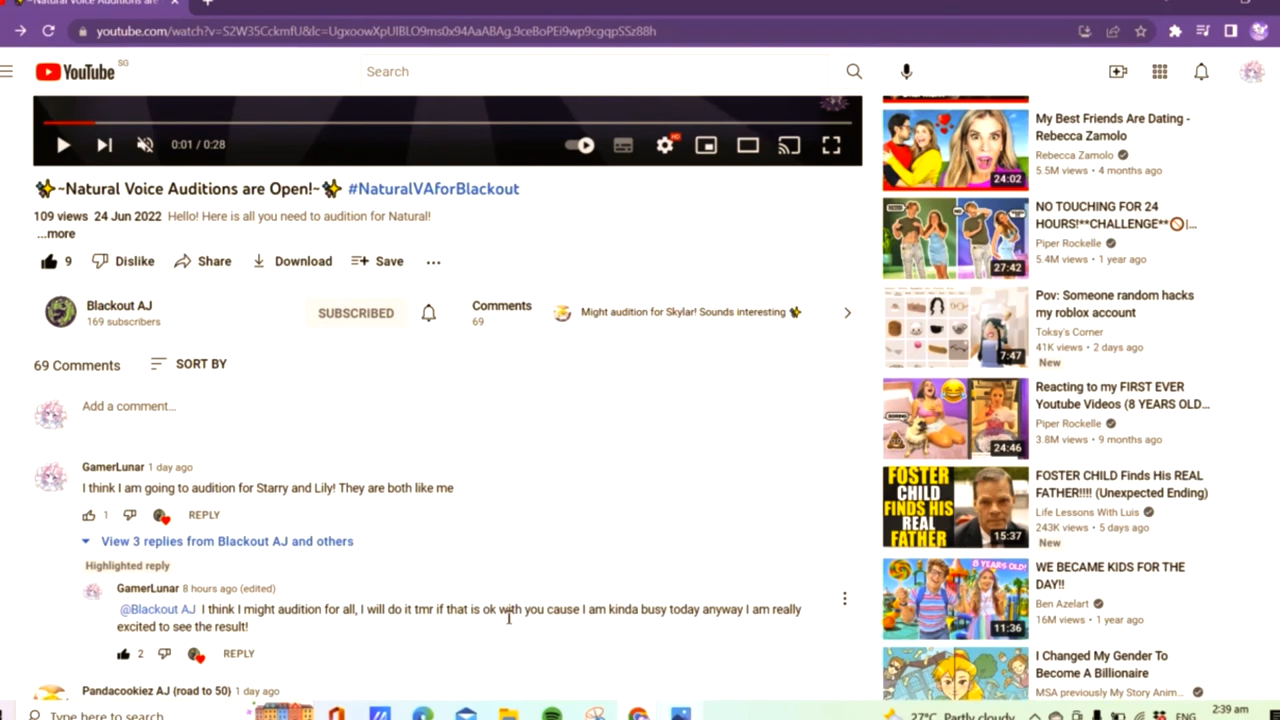 ~Natural Voice Auditions are
youtube.com/watch?v=S2W35CckmfU&lc=UgxoowXpUlBLO9ms0x94AaABAg.9ceBoPEi9wp9cgqpSSz88h
YouTube SG
Search
0:01 / 0:28
HD
✨~Natural Voice Auditions are Open!~✨ #NaturalVAforBlackout
109 views 24 Jun 2022 Hello! Here is all you need to audition for Natural!
...more
9 Dislike Share Download Save
Blackout AJ
169 subscribers
SUBSCRIBED
Comments
69
Might audition for Skylar! Sounds interesting ✨
69 Comments SORT BY
Add a comment...
GamerLunar 1 day ago
I think I am going to audition for Starry and Lily! They are both like me
1 REPLY
View 3 replies from Blackout AJ and others
Highlighted reply
GamerLunar 8 hours ago (edited)
@Blackout AJ I think I might audition for all, I will do it tmr if that is ok with you cause I am kinda busy today anyway I am really
excited to see the result!
2 REPLY
Pandacookiez AJ (road to 50) 1 day ago
My Best Friends Are Dating -
Rebecca Zamolo
Rebecca Zamolo
5.5M views • 4 months ago
24:02
NO TOUCHING FOR 24
HOURS!**CHALLENGE**🚫|...
Piper Rockelle
5.4M views • 1 year ago
27:42
Pov: Someone random hacks
my roblox account
Toksy's Corner
41K views • 2 days ago
New
7:47
Reacting to my FIRST EVER
Youtube Videos (8 YEARS OLD...
Piper Rockelle
3.8M views • 9 months ago
24:46
FOSTER
CHILD
FINDS HIS
REAL
FATHER
15:37
FOSTER CHILD Finds His REAL
FATHER!!!! (Unexpected Ending)
Life Lessons With Luis
243K views • 5 days ago
New
8 YEARS OLD!
11:36
WE BECAME KIDS FOR THE
DAY!!
Ben Azelart
16M views • 1 year ago
I Changed My Gender To
Become A Billionaire
MSA previously My Story Anim...
Type here to search
27°C Partly cloudy
ENG
2:39 am